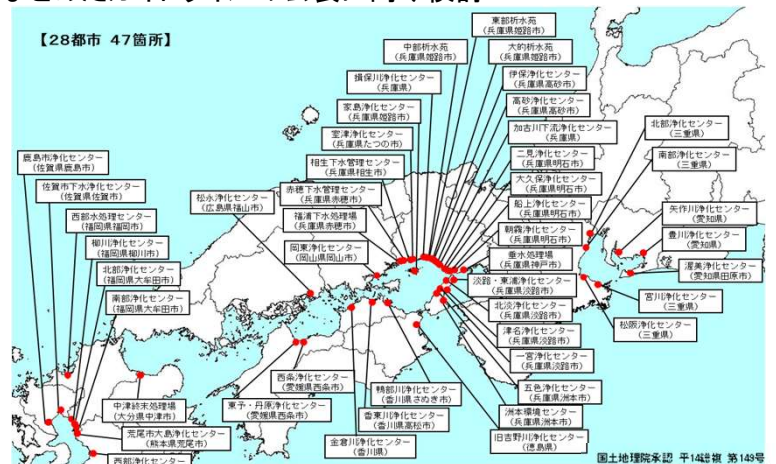 【28都市 47箇所】
東部析水苑
(兵庫県姫路市)
中部析水苑
(兵庫県姫路市)
大的析水苑
(兵庫県姫路市)
揖保川浄化センター
(兵庫県)
伊保浄化センター
(兵庫県高砂市)
家島浄化センター
(兵庫県姫路市)
高砂浄化センター
(兵庫県高砂市)
室津浄化センター
(兵庫県たつの市)
加古川下流浄化センター
(兵庫県)
相生下水管理センター
(兵庫県相生市)
二見浄化センター
(兵庫県明石市)
赤穂下水管理センター
(兵庫県赤穂市)
大久保浄化センター
(兵庫県明石市)
福浦下水処理場
(兵庫県赤穂市)
船上浄化センター
(兵庫県明石市)
岡東浄化センター
(岡山県岡山市)
朝霧浄化センター
(兵庫県明石市)
松永浄化センター
(広島県福山市)
垂水処理場
(兵庫県神戸市)
淡路・東浦浄化センター
(兵庫県淡路市)
北淡浄化センター
(兵庫県淡路市)
津名浄化センター
(兵庫県淡路市)
一宮浄化センター
(兵庫県淡路市)
五色浄化センター
(兵庫県洲本市)
洲本環境センター
(兵庫県洲本市)
旧吉野川浄化センター
(徳島県)
北部浄化センター
(三重県)
南部浄化センター
(三重県)
矢作川浄化センター
(愛知県)
豊川浄化センター
(愛知県)
渥美浄化センター
(愛知県田原市)
宮川浄化センター
(三重県)
松阪浄化センター
(三重県)
鹿島市浄化センター
(佐賀県鹿島市)
佐賀市下水浄化センター
(佐賀県佐賀市)
西部水処理センター
(福岡県福岡市)
柳川浄化センター
(福岡県柳川市)
北部浄化センター
(福岡県大牟田市)
南部浄化センター
(福岡県大牟田市)
中津終末処理場
(大分県中津市)
荒尾市大島浄化センター
(熊本県荒尾市)
西部浄化センター
西条浄化センター
(愛媛県西条市)
東予・丹原浄化センター
(愛媛県西条市)
鴨部川浄化センター
(香川県さぬき市)
香東川浄化センター
(香川県高松市)
金倉川浄化センター
(香川県)
国土地理院承認 平14総複 第149号